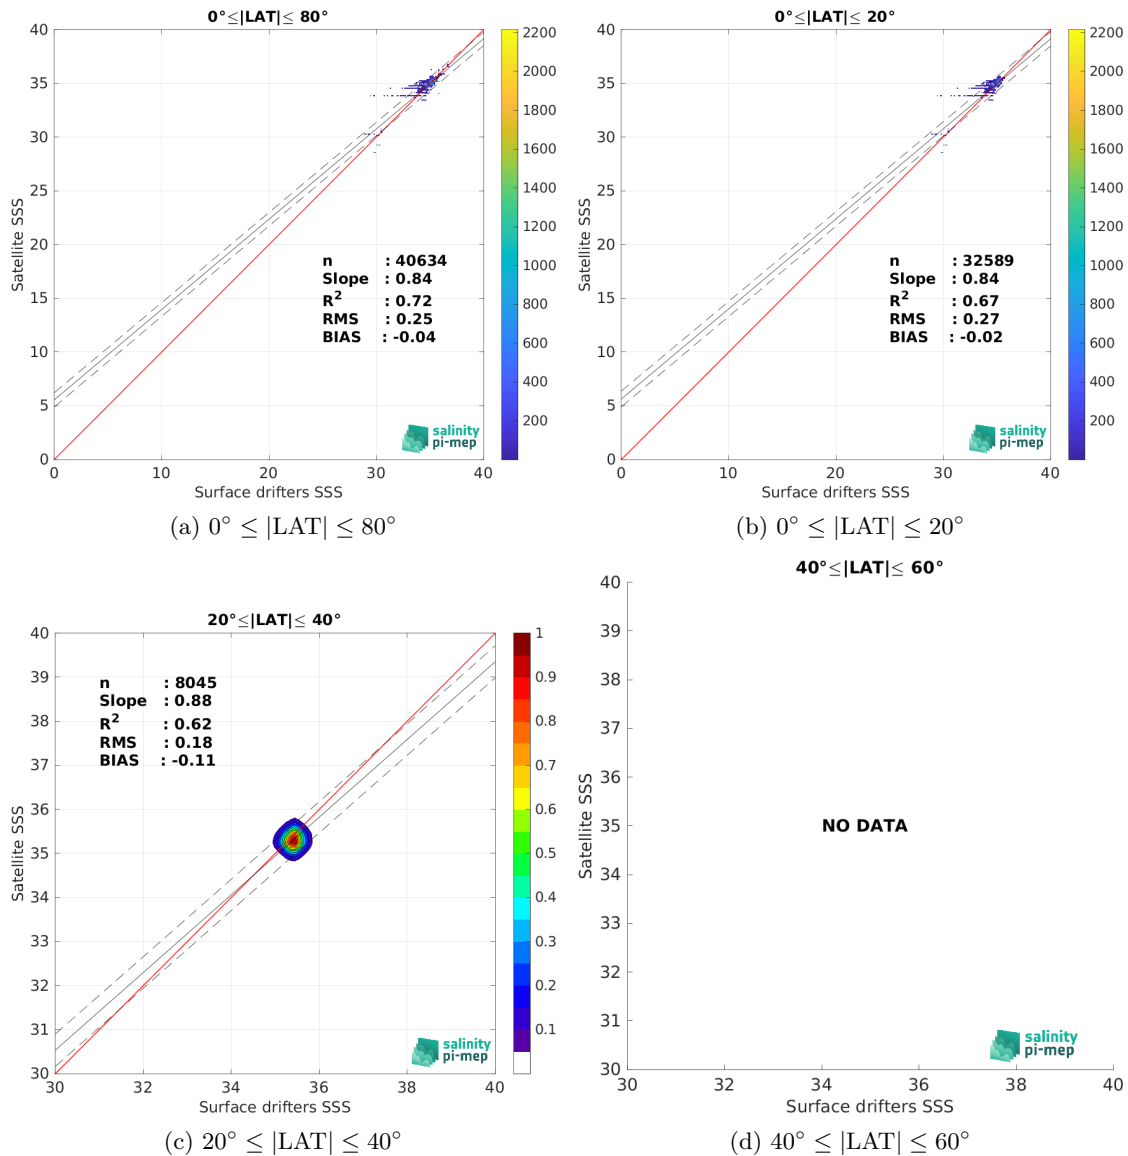 0°≤|LAT|≤ 80°
Satellite SSS
40
35
30
25
20
15
10
5
0
n : 40634
Slope : 0.84
R² : 0.72
RMS : 0.25
BIAS : -0.04
salinity
pi-mep
0 10 20 30 40
Surface drifters SSS
2200
2000
1800
1600
1400
1200
1000
800
600
400
200
(a) 0° ≤ |LAT| ≤ 80°
0°≤|LAT|≤ 20°
Satellite SSS
40
35
30
25
20
15
10
5
0
n : 32589
Slope : 0.84
R² : 0.67
RMS : 0.27
BIAS : -0.02
salinity
pi-mep
0 10 20 30 40
Surface drifters SSS
2200
2000
1800
1600
1400
1200
1000
800
600
400
200
(b) 0° ≤ |LAT| ≤ 20°
20°≤|LAT|≤ 40°
Satellite SSS
40
39
38
37
36
35
34
33
32
31
30
n : 8045
Slope : 0.88
R² : 0.62
RMS : 0.18
BIAS : -0.11
salinity
pi-mep
30 32 34 36 38 40
Surface drifters SSS
1
0.9
0.8
0.7
0.6
0.5
0.4
0.3
0.2
0.1
(c) 20° ≤ |LAT| ≤ 40°
40°≤|LAT|≤ 60°
Satellite SSS
40
39
38
37
36
35
34
33
32
31
30
NO DATA
salinity
pi-mep
30 32 34 36 38 40
Surface drifters SSS
(d) 40° ≤ |LAT| ≤ 60°